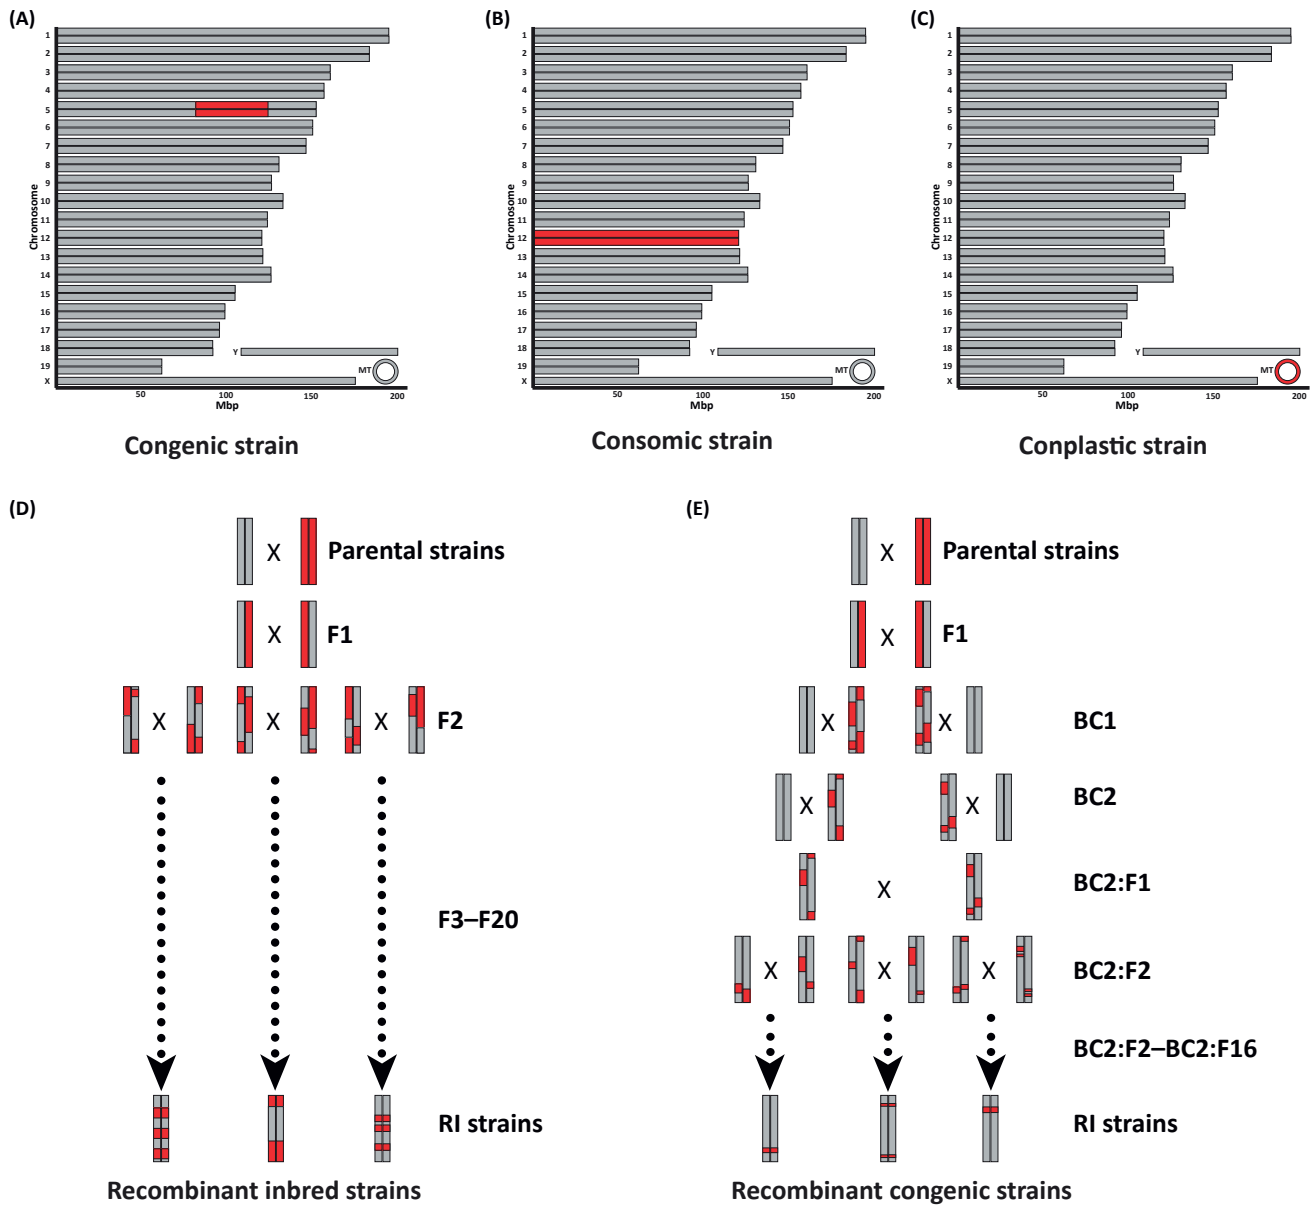 (A)
Chromosome
1
2
3
4
5
6
7
8
9
10
11
12
13
14
15
16
17
18
19
X
Y
MT
50
100
150
200
Mbp
Congenic strain
(B)
Chromosome
1
2
3
4
5
6
7
8
9
10
11
12
13
14
15
16
17
18
19
X
Y
MT
50
100
150
200
Mbp
Consomic strain
(C)
Chromosome
1
2
3
4
5
6
7
8
9
10
11
12
13
14
15
16
17
18
19
X
Y
MT
50
100
150
200
Mbp
Conplastic strain
(D)
X Parental strains
X F1
X X X F2
F3–F20
RI strains
Recombinant inbred strains
(E)
X Parental strains
X F1
X X BC1
X X BC2
X BC2:F1
X X X BC2:F2
BC2:F2–BC2:F16
RI strains
Recombinant congenic strains